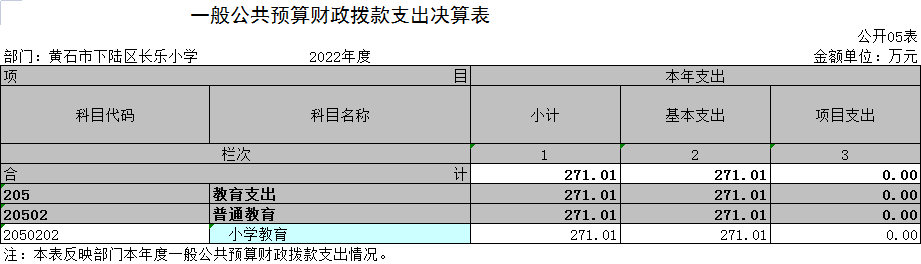 一般公共预算财政拨款支出决算表
公开05表
部门：黄石市下陆区长乐小学 2022年度 金额单位：万元
项 目 本年支出
科目代码 科目名称 小计 基本支出 项目支出
栏次 1 2 3
合 计 271.01 271.01 0.00
205 教育支出 271.01 271.01 0.00
20502 普通教育 271.01 271.01 0.00
2050202 小学教育 271.01 271.01 0.00
注：本表反映部门本年度一般公共预算财政拨款支出情况。